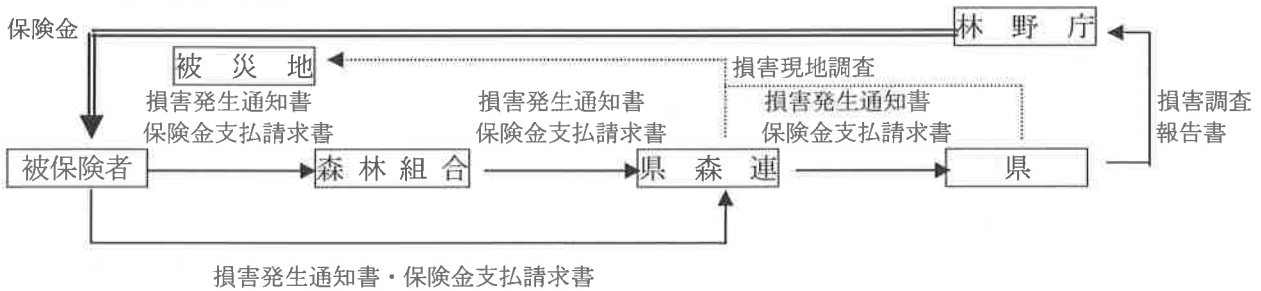 保険金
林野庁
被災地
損害現地調査
損害発生通知書
保険金支払請求書
損害発生通知書
保険金支払請求書
損害発生通知書
保険金支払請求書
損害調査
報告書
被保険者
森林組合
県森連
県
損害発生通知書・保険金支払請求書